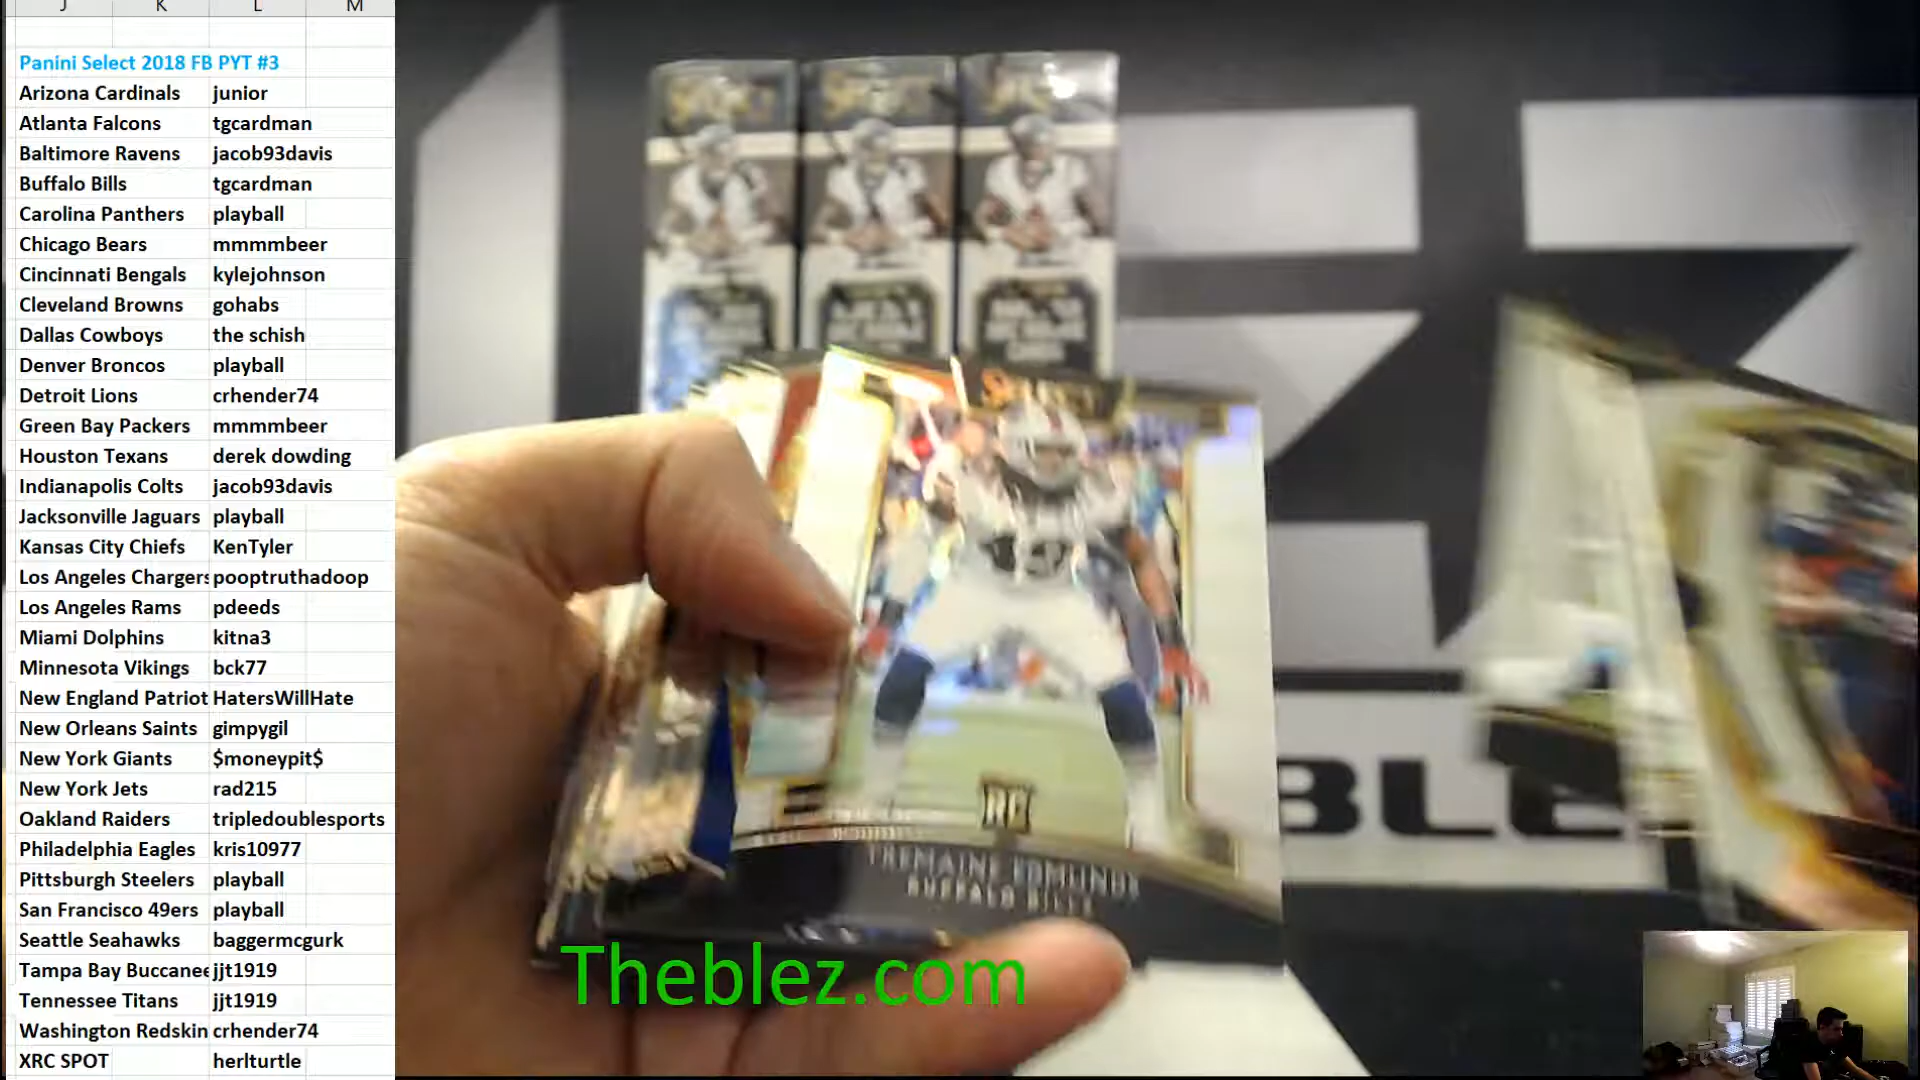 J K L M
Panini Select 2018 FB PYT #3
Arizona Cardinals junior
Atlanta Falcons tgcardman
Baltimore Ravens jacob93davis
Buffalo Bills tgcardman
Carolina Panthers playball
Chicago Bears mmmmbeer
Cincinnati Bengals kylejohnson
Cleveland Browns gohabs
Dallas Cowboys the schish
Denver Broncos playball
Detroit Lions crhender74
Green Bay Packers mmmmbeer
Houston Texans derek dowding
Indianapolis Colts jacob93davis
Jacksonville Jaguars playball
Kansas City Chiefs KenTyler
Los Angeles Chargers pooptruthadoop
Los Angeles Rams pdeeds
Miami Dolphins kitna3
Minnesota Vikings bck77
New England Patriot HatersWillHate
New Orleans Saints gimpygil
New York Giants $moneypit$
New York Jets rad215
Oakland Raiders tripledoublesports
Philadelphia Eagles kris10977
Pittsburgh Steelers playball
San Francisco 49ers playball
Seattle Seahawks baggermcgurk
Tampa Bay Buccanee jjt1919
Tennessee Titans jjt1919
Washington Redskin crhender74
XRC SPOT herlturtle
SELECT
TREMAINE EDMUNDS
BUFFALO BILLS
BLE
Theblez.com